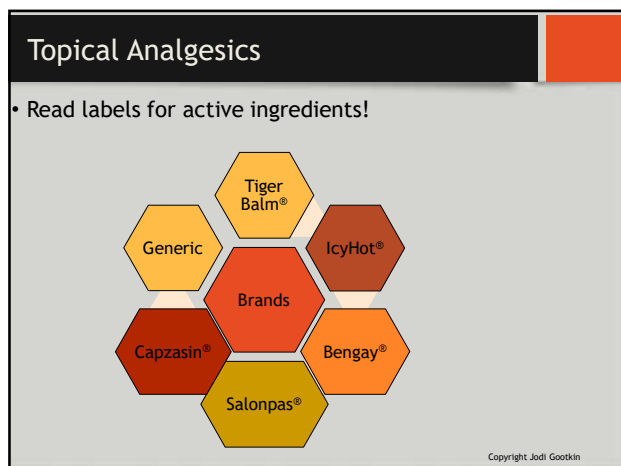 Topical Analgesics
• Read labels for active ingredients!
Tiger
Balm®
Generic
IcyHot®
Brands
Capzasin®
Bengay®
Salonpas®
Copyright Jodi Gootkin